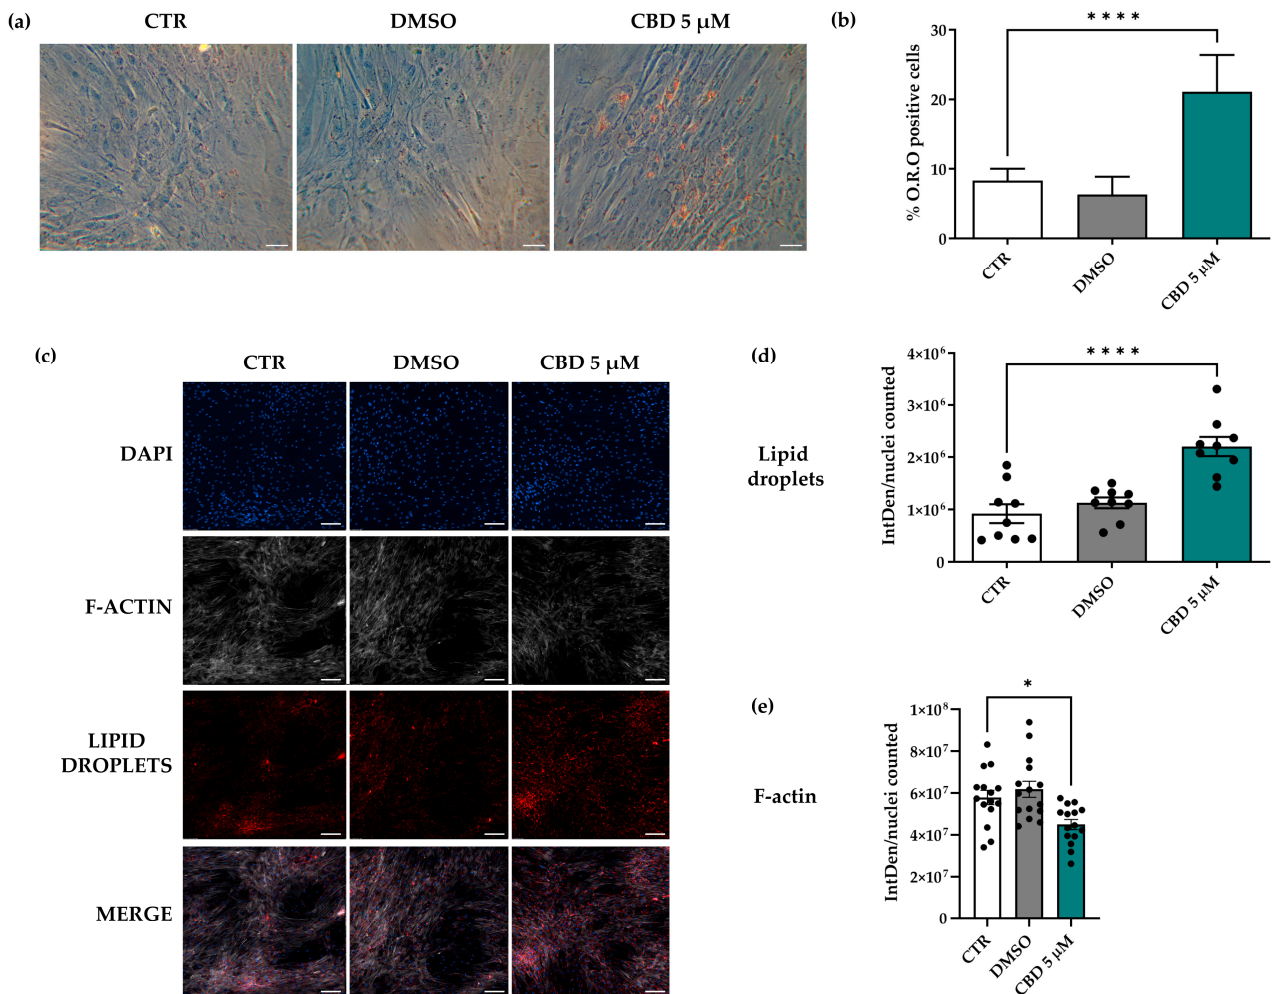 (a)
CTR
DMSO
CBD 5 µM
(b)
* * * *
% O.R.O positive cells
30
20
10
0
CTR
DMSO
CBD 5 µM
(c)
CTR
DMSO
CBD 5 µM
DAPI
F-ACTIN
LIPID
DROPLETS
MERGE
(d)
* * * *
Lipid
droplets
IntDen/nuclei counted
4×10⁶
3×10⁶
2×10⁶
1×10⁶
0
CTR
DMSO
CBD 5 µM
(e)
*
F-actin
IntDen/nuclei counted
1×10⁸
8×10⁷
6×10⁷
4×10⁷
2×10⁷
0
CTR
DMSO
CBD 5 µM